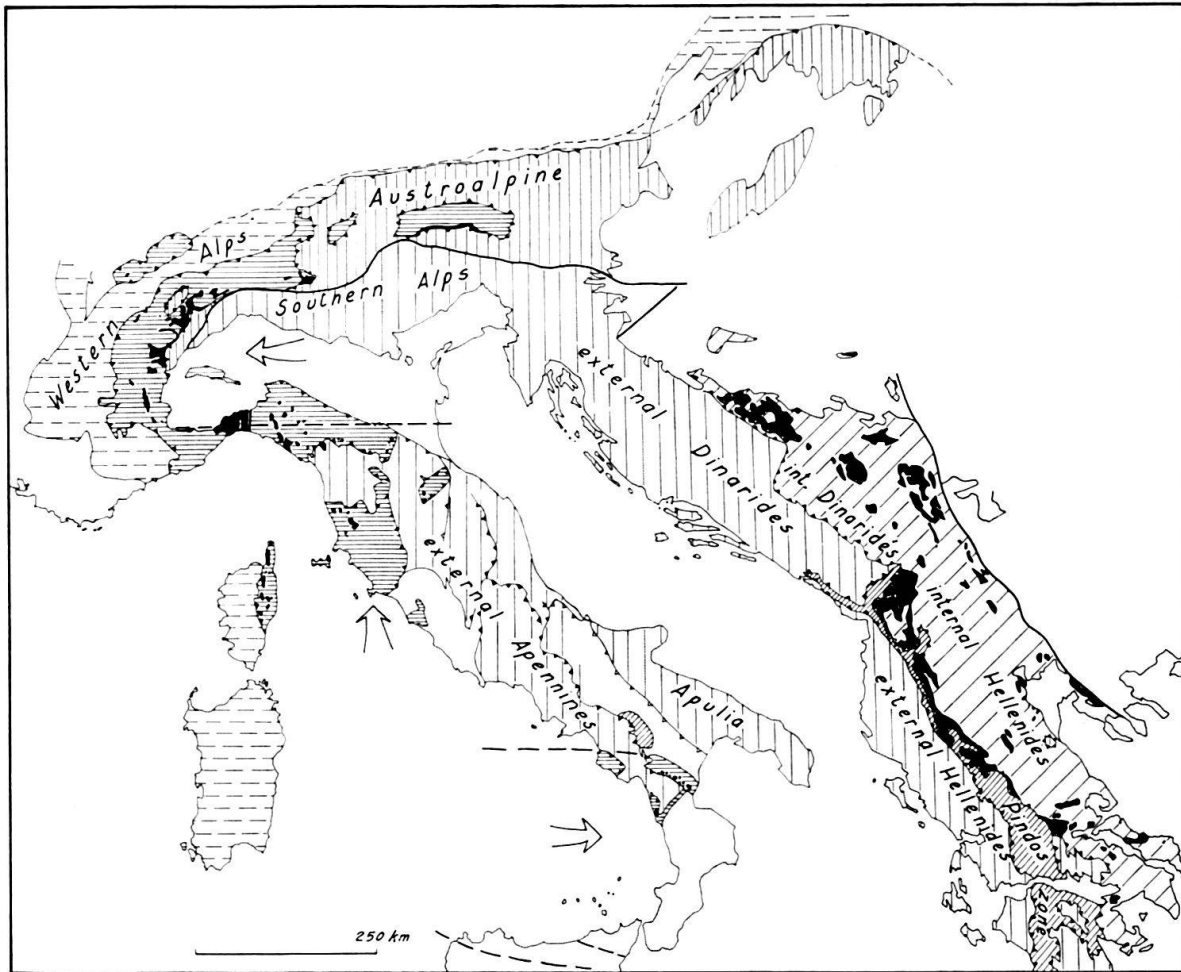 Austroalpine
Western Alps
Southern Alps
external Dinarides
int. Dinarides
external Apennines
Apulia
internal Hellenides
external Hellenides
Pindos Zone
250 km